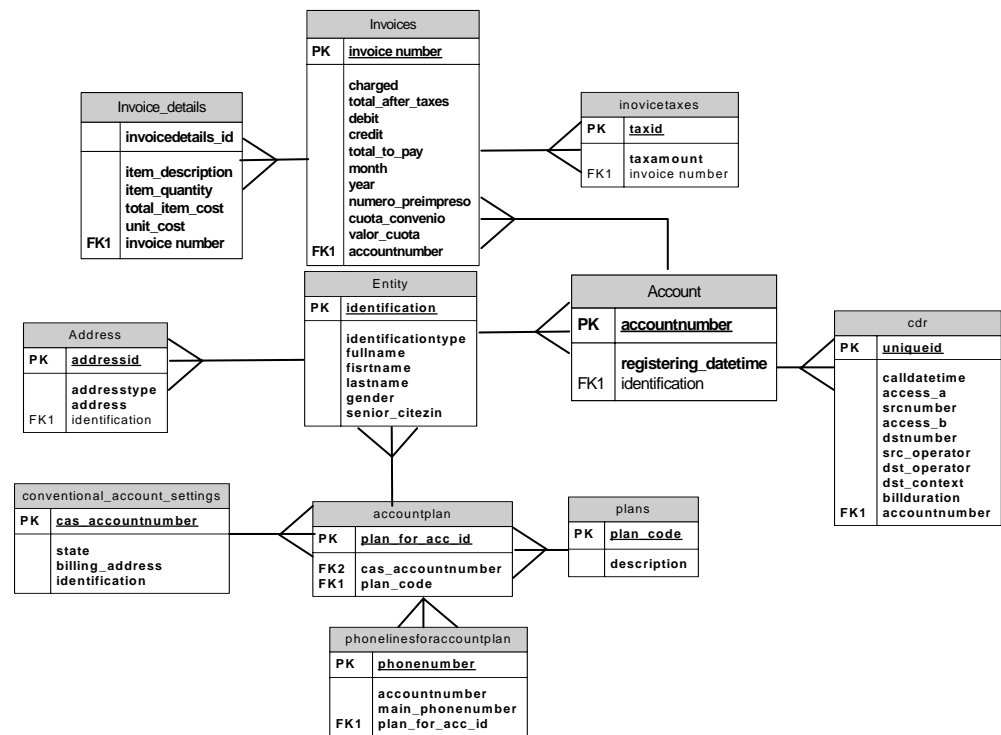 Invoices
PK invoice number
charged
total_after_taxes
debit
credit
total_to_pay
month
year
numero_preimpreso
cuota_convenio
valor_cuota
FK1 accountnumber
Invoice_details
invoicedetails_id
item_description
item_quantity
total_item_cost
unit_cost
FK1 invoice number
inovicetaxes
PK taxid
taxamount
FK1 invoice number
Entity
PK identification
identificationtype
fullname
fisrtname
lastname
gender
senior_citezin
Account
PK accountnumber
registering_datetime
FK1 identification
Address
PK addressid
addresstype
address
FK1 identification
cdr
PK uniqueid
calldatetime
access_a
srcnumber
access_b
dstnumber
src_operator
dst_operator
dst_context
billduration
FK1 accountnumber
conventional_account_settings
PK cas_accountnumber
state
billing_address
identification
accountplan
PK plan_for_acc_id
FK2 cas_accountnumber
FK1 plan_code
plans
PK plan_code
description
phonelinesforaccountplan
PK phonenumber
accountnumber
main_phonenumber
FK1 plan_for_acc_id